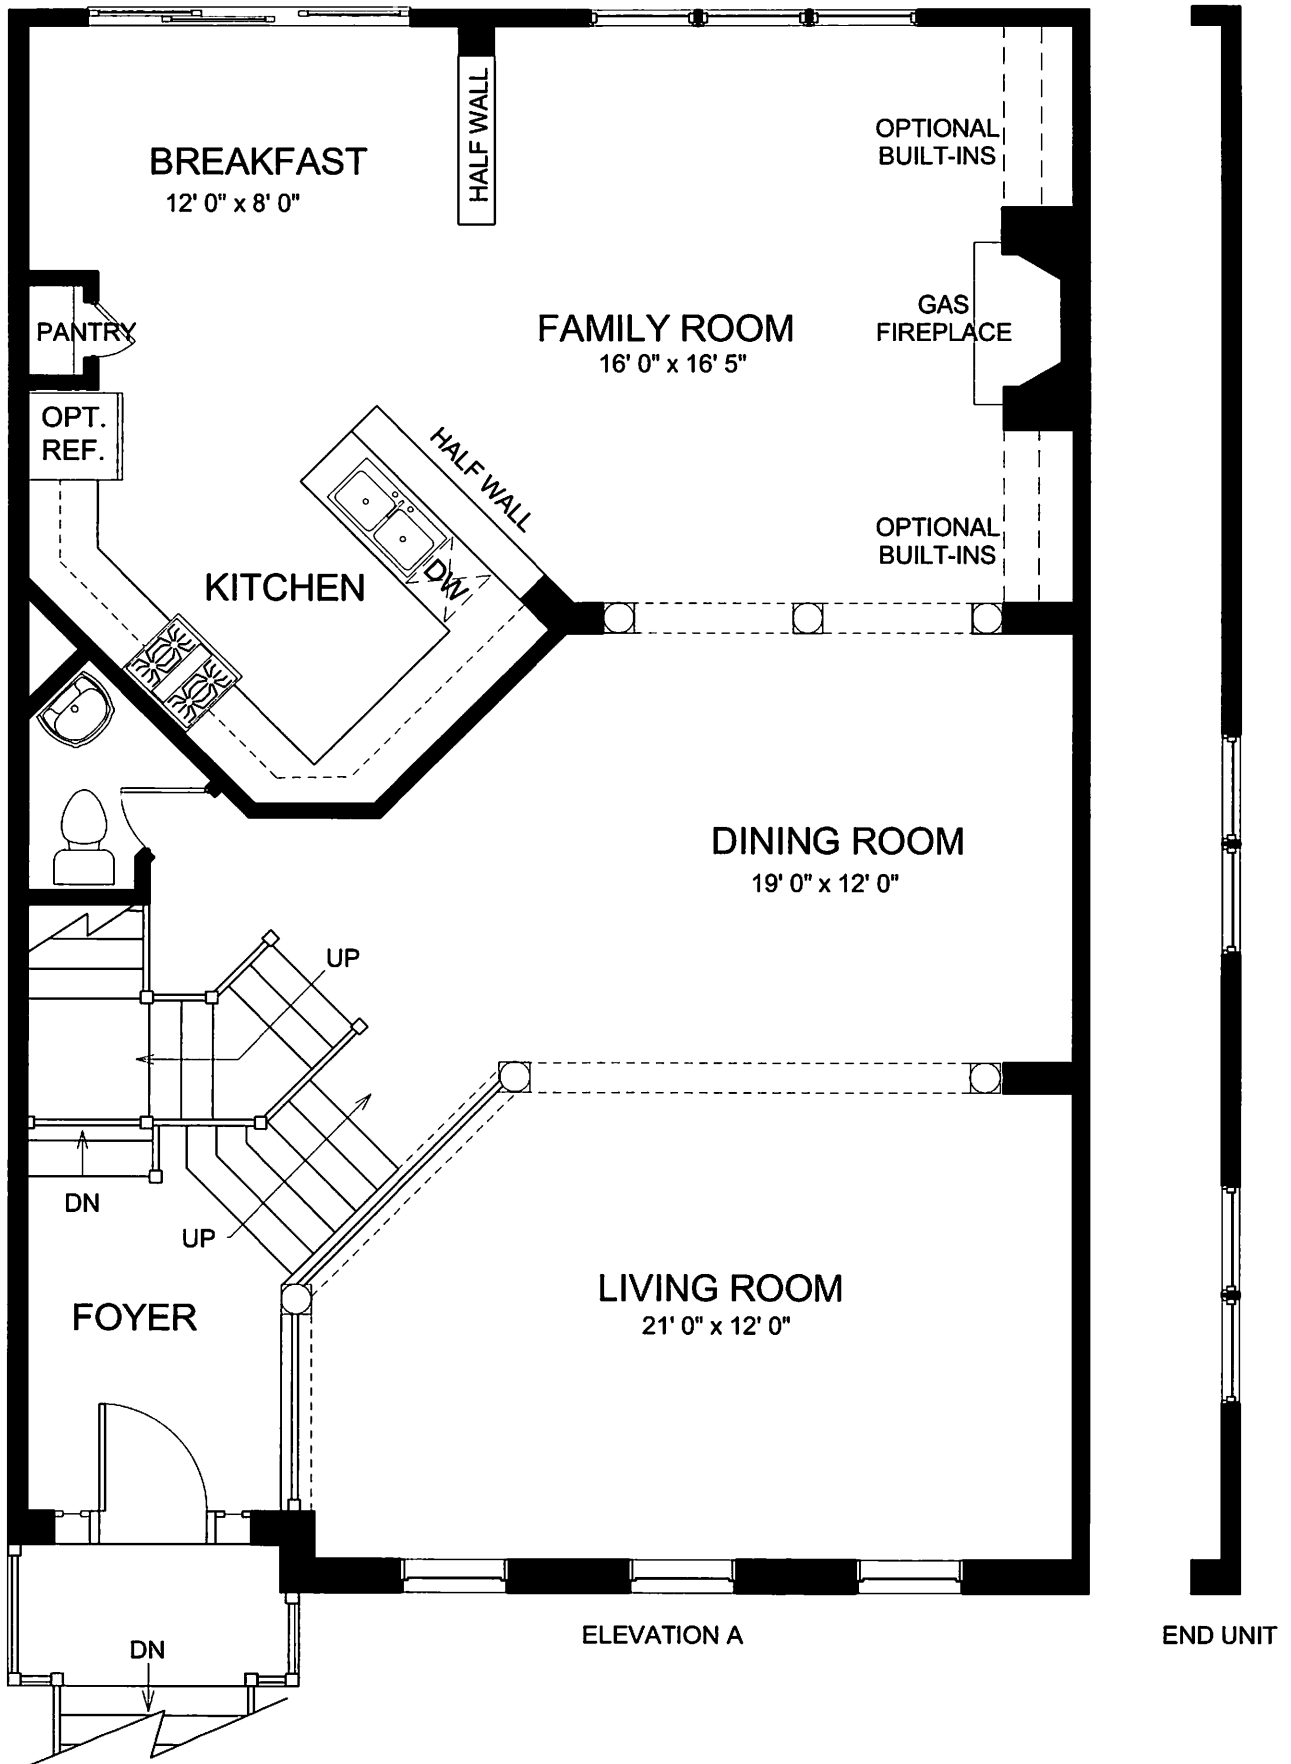 HALF WALL
OPTIONAL
BUILT-INS
BREAKFAST
12' 0" x 8' 0"
PANTRY
FAMILY ROOM
16' 0" x 16' 5"
GAS
FIREPLACE
OPT.
REF.
HALF WALL
OPTIONAL
BUILT-INS
KITCHEN
DW
DINING ROOM
19' 0" x 12' 0"
UP
DN
UP
FOYER
LIVING ROOM
21' 0" x 12' 0"
ELEVATION A
END UNIT
DN